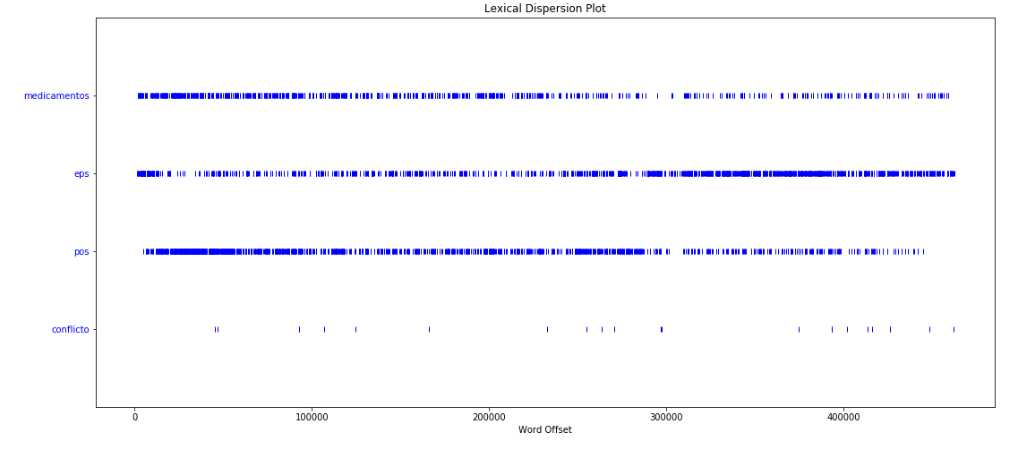 Lexical Dispersion Plot
medicamentos
eps
pos
conflicto
0 100000 200000 300000 400000
Word Offset